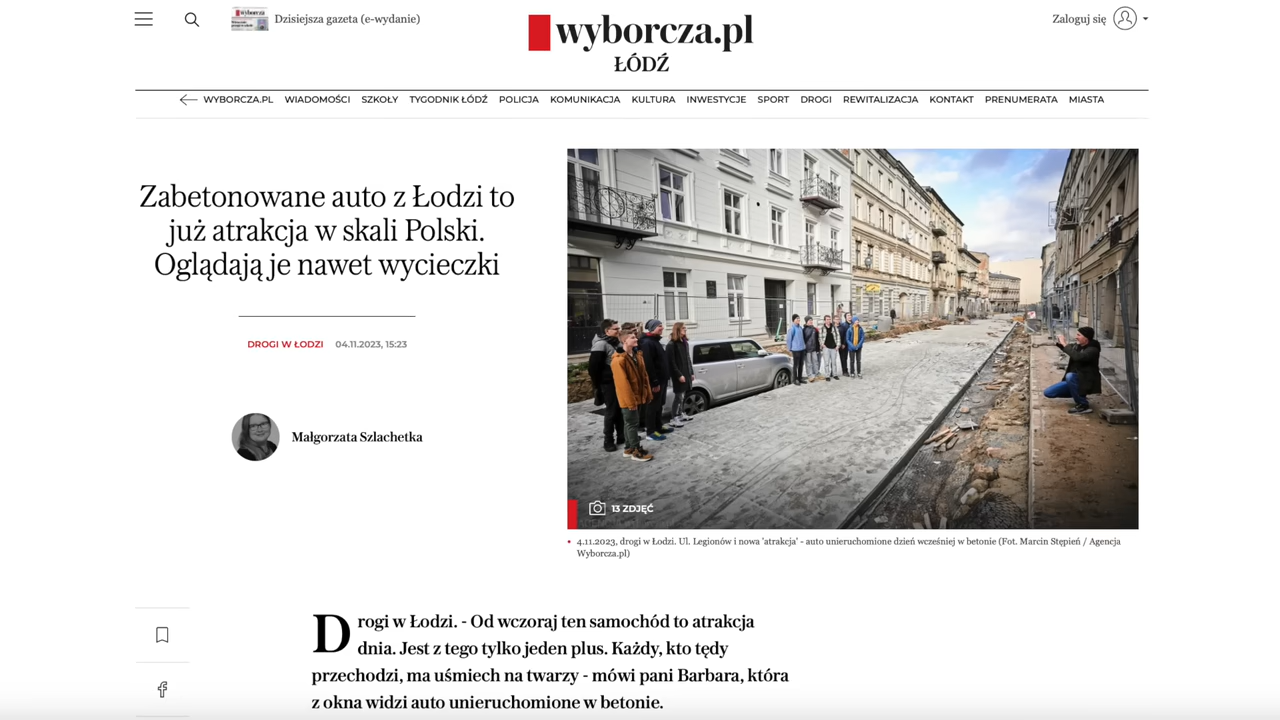 Dzisiejsza gazeta (e-wydanie)
wyborcza.pl
ŁÓDŹ
Zaloguj się
WYBORCZA.PL WIADOMOŚCI SZKOŁY TYGODNIK ŁÓDŹ POLICJA KOMUNIKACJA KULTURA INWESTYCJE SPORT DROGI REWITALIZACJA KONTAKT PRENUMERATA MIASTA
Zabetonowane auto z Łodzi to
już atrakcja w skali Polski.
Oglądają je nawet wycieczki
DROGI W ŁODZI 04.11.2023, 15:23
Małgorzata Szlachetka
13 ZDJĘĆ
4.11.2023, drogi w Łodzi. Ul. Legionów i nowa 'atrakcja' - auto unieruchomione dzień wcześniej w betonie (Fot. Marcin Stępień / Agencja
Wyborcza.pl)
Drogi w Łodzi. - Od wczoraj ten samochód to atrakcja
dnia. Jest z tego tylko jeden plus. Każdy, kto tędy
przechodzi, ma uśmiech na twarzy - mówi pani Barbara, która
z okna widzi auto unieruchomione w betonie.